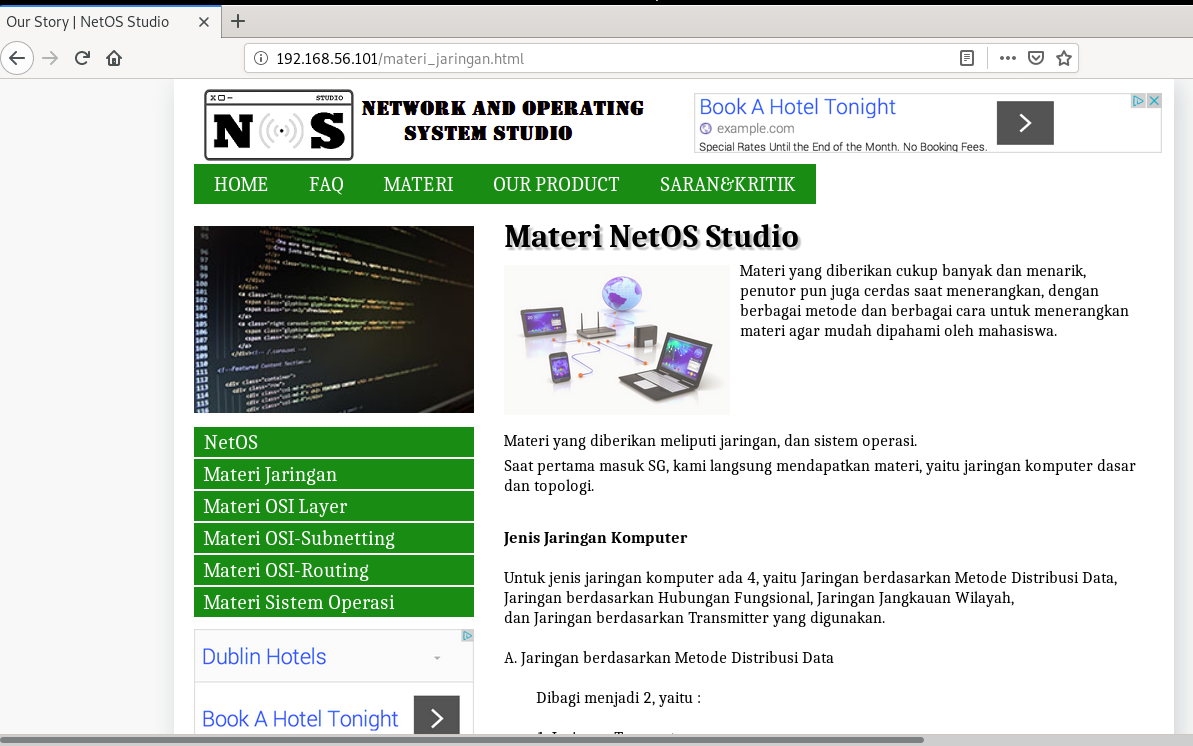 Our Story | NetOS Studio
192.168.56.101/materi_jaringan.html
STUDIO
NOS
NETWORK AND OPERATING
SYSTEM STUDIO
Book A Hotel Tonight
example.com
Special Rates Until the End of the Month. No Booking Fees.
HOME FAQ MATERI OUR PRODUCT SARAN&KRITIK
Materi NetOS Studio
Materi yang diberikan cukup banyak dan menarik,
penutor pun juga cerdas saat menerangkan, dengan
berbagai metode dan berbagai cara untuk menerangkan
materi agar mudah dipahami oleh mahasiswa.
Materi yang diberikan meliputi jaringan, dan sistem operasi.
Saat pertama masuk SG, kami langsung mendapatkan materi, yaitu jaringan komputer dasar
dan topologi.
Jenis Jaringan Komputer
Untuk jenis jaringan komputer ada 4, yaitu Jaringan berdasarkan Metode Distribusi Data,
Jaringan berdasarkan Hubungan Fungsional, Jaringan Jangkauan Wilayah,
dan Jaringan berdasarkan Transmitter yang digunakan.
A. Jaringan berdasarkan Metode Distribusi Data
Dibagi menjadi 2, yaitu :
NetOS
Materi Jaringan
Materi OSI Layer
Materi OSI-Subnetting
Materi OSI-Routing
Materi Sistem Operasi
Dublin Hotels
Book A Hotel Tonight